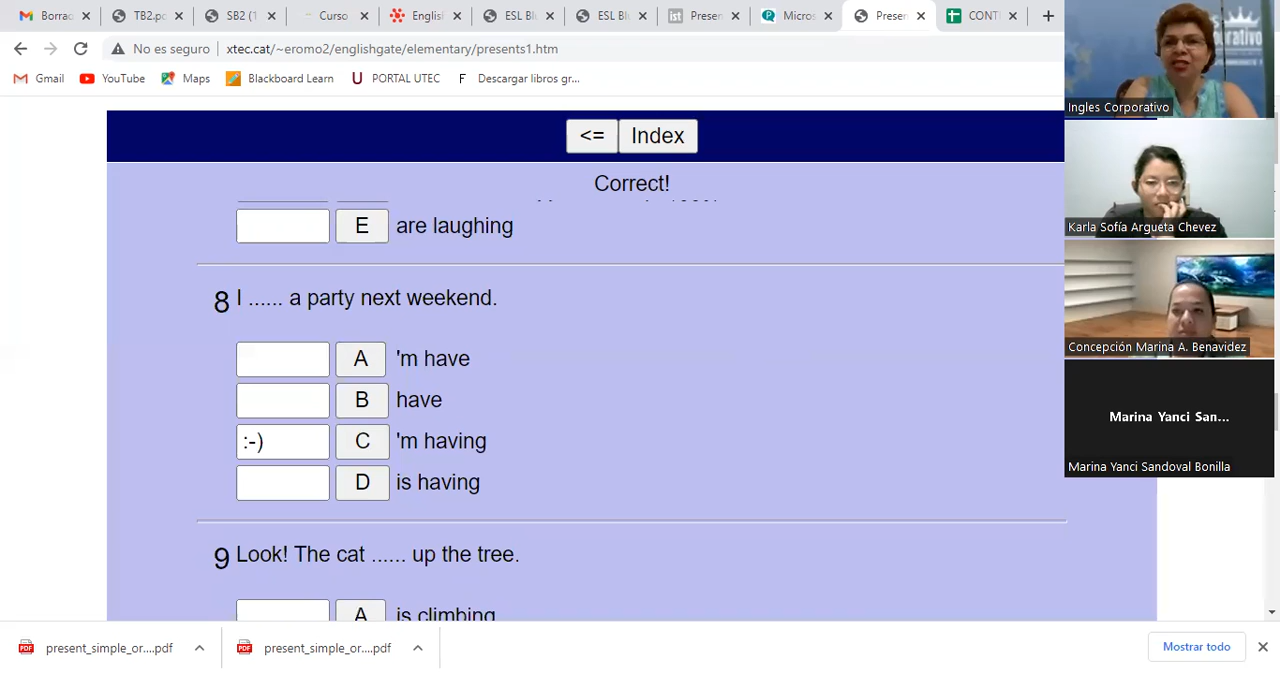 Borrad
TB2.pd
SB2 (1
Curso
Englis
ESL Bl
ESL Bl
ist Preser
Micros
Preser
CONT
No es seguro
xtec.cat/~eromo2/englishgate/elementary/presents1.htm
Gmail
YouTube
Maps
Blackboard Learn
U PORTAL UTEC
F Descargar libros gr...
<= Index
Correct!
E are laughing
8 I ...... a party next weekend.
A 'm have
B have
:-) C 'm having
D is having
9 Look! The cat ...... up the tree.
A is climbing
Ingles Corporativo
Karla Sofía Argueta Chevez
Concepción Marina A. Benavidez
Marina Yanci San...
Marina Yanci Sandoval Bonilla
PDF present_simple_or....pdf
PDF present_simple_or....pdf
Mostrar todo